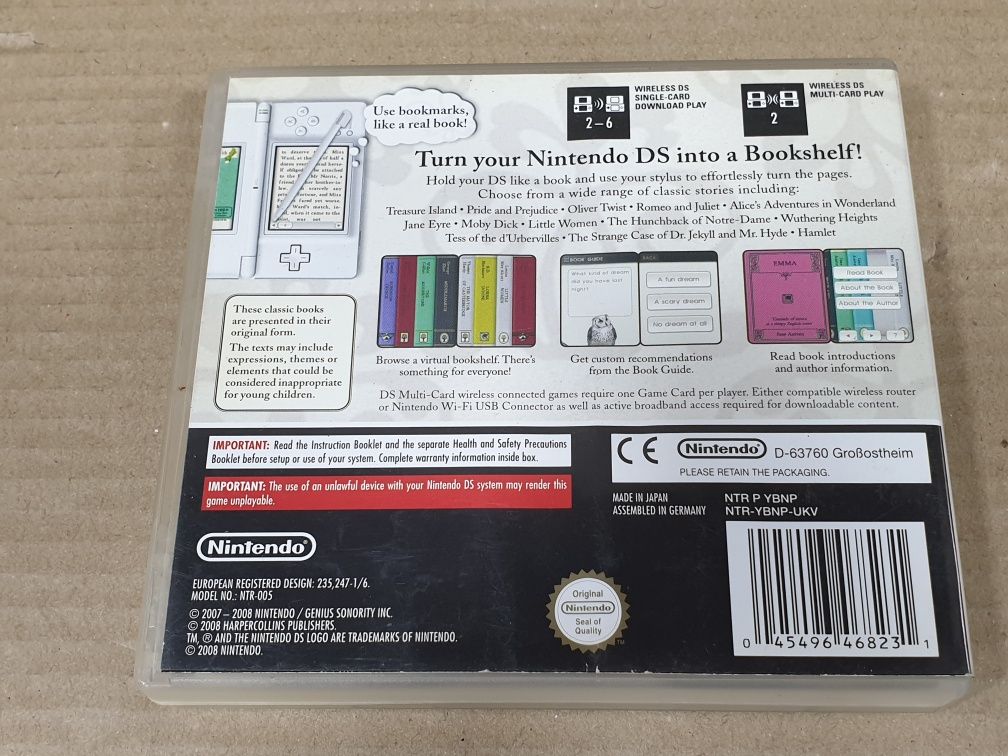 Use bookmarks,
like a real book!
WIRELESS DS
SINGLE-CARD
DOWNLOAD PLAY
2–6
WIRELESS DS
MULTI-CARD PLAY
2
Turn your Nintendo DS into a Bookshelf!
Hold your DS like a book and use your stylus to effortlessly turn the pages.
Choose from a wide range of classic stories including:
Treasure Island • Pride and Prejudice • Oliver Twist • Romeo and Juliet • Alice's Adventures in Wonderland
Jane Eyre • Moby Dick • Little Women • The Hunchback of Notre-Dame • Wuthering Heights
Tess of the d'Urbervilles • The Strange Case of Dr. Jekyll and Mr. Hyde • Hamlet
These classic books
are presented in their
original form.
The texts may include
expressions, themes or
elements that could be
considered inappropriate
for young children.
BOOK GUIDE
BACK
What kind of dream
did you have last
night?
A fun dream
A scary dream
No dream at all
EMMA
Jane Austen
Read Book
About the Book
About the Author
Browse a virtual bookshelf. There's
something for everyone!
Get custom recommendations
from the Book Guide.
Read book introductions
and author information.
DS Multi-Card wireless connected games require one Game Card per player. Either compatible wireless router
or Nintendo Wi-Fi USB Connector as well as active broadband access required for downloadable content.
IMPORTANT: Read the Instruction Booklet and the separate Health and Safety Precautions
Booklet before setup or use of your system. Complete warranty information inside box.
IMPORTANT: The use of an unlawful device with your Nintendo DS system may render this
game unplayable.
CE Nintendo® D-63760 Großostheim
PLEASE RETAIN THE PACKAGING.
MADE IN JAPAN
ASSEMBLED IN GERMANY
NTR P YBNP
NTR-YBNP-UKV
Nintendo®
EUROPEAN REGISTERED DESIGN: 235,247-1/6.
MODEL NO.: NTR-005
© 2007 – 2008 NINTENDO / GENIUS SONORITY INC.
© 2008 HARPERCOLLINS PUBLISHERS.
TM, ® AND THE NINTENDO DS LOGO ARE TRADEMARKS OF NINTENDO.
© 2008 NINTENDO.
Original
Nintendo
Seal of
Quality
TM
0 45496 46823 1